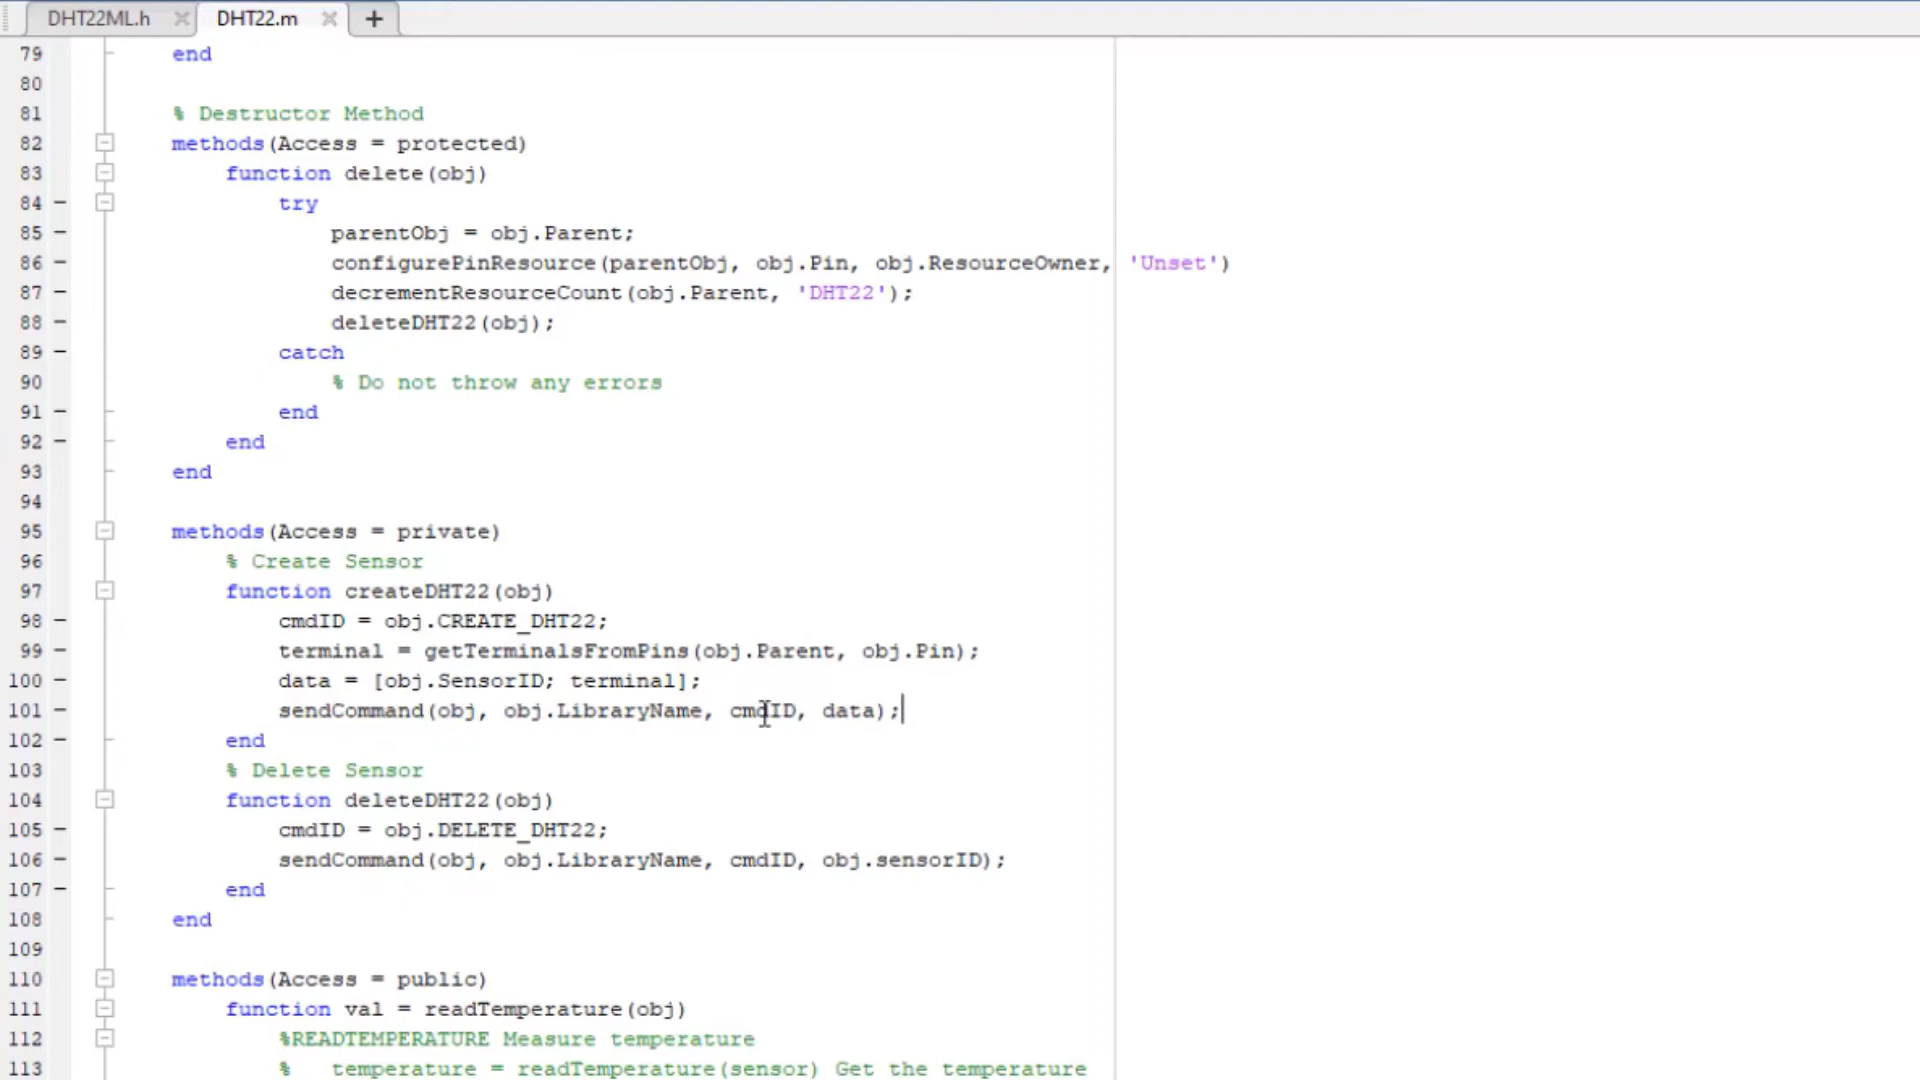 DHT22ML.h × DHT22.m × +
79 end
80
81 % Destructor Method
82 methods(Access = protected)
83 function delete(obj)
84 try
85 parentObj = obj.Parent;
86 configurePinResource(parentObj, obj.Pin, obj.ResourceOwner, 'Unset')
87 decrementResourceCount(obj.Parent, 'DHT22');
88 deleteDHT22(obj);
89 catch
90 % Do not throw any errors
91 end
92 end
93 end
94
95 methods(Access = private)
96 % Create Sensor
97 function createDHT22(obj)
98 cmdID = obj.CREATE_DHT22;
99 terminal = getTerminalsFromPins(obj.Parent, obj.Pin);
100 data = [obj.SensorID; terminal];
101 sendCommand(obj, obj.LibraryName, cmdID, data);
102 end
103 % Delete Sensor
104 function deleteDHT22(obj)
105 cmdID = obj.DELETE_DHT22;
106 sendCommand(obj, obj.LibraryName, cmdID, obj.sensorID);
107 end
108 end
109
110 methods(Access = public)
111 function val = readTemperature(obj)
112 %READTEMPERATURE Measure temperature
113 % temperature = readTemperature(sensor) Get the temperature